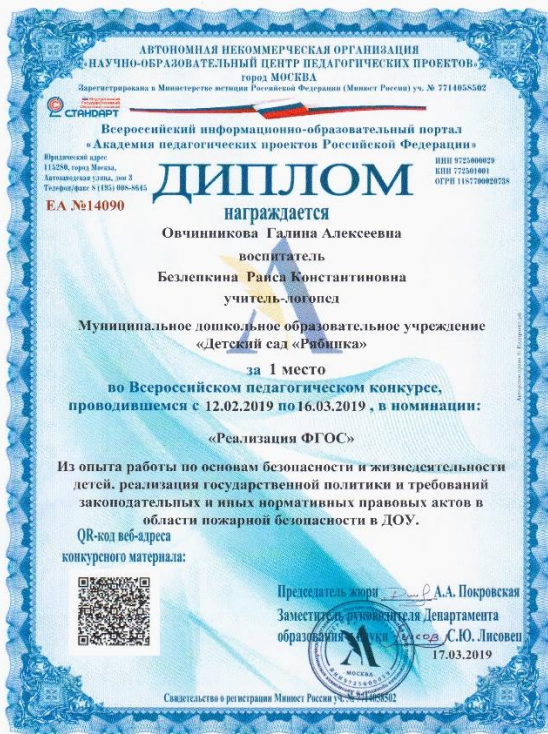 АВТОНОМНАЯ НЕКОММЕРЧЕСКАЯ ОРГАНИЗАЦИЯ
«НАУЧНО-ОБРАЗОВАТЕЛЬНЫЙ ЦЕНТР ПЕДАГОГИЧЕСКИХ ПРОЕКТОВ»
город МОСКВА
Зарегистрирована в Министерстве юстиции Российской Федерации (Минюст России) уч. № 7714058502
СТАНДАРТ
Всероссийский информационно-образовательный портал
«Академия педагогических проектов Российской Федерации»
Юридический адрес
115280, город Москва,
Автозаводская улица, дом 3
Телефон/факс 8 (495) 008-8645
ИНН 9725000029
КПП 772501001
ОГРН 1187700020738
ДИПЛОМ
ЕА №14090
награждается
Овчинникова Галина Алексеевна
воспитатель
Безлепкина Раиса Константиновна
учитель-логопед
Муниципальное дошкольное образовательное учреждение
«Детский сад «Рябинка»
за 1 место
во Всероссийском педагогическом конкурсе,
проводившемся с 12.02.2019 по 16.03.2019 , в номинации:
«Реализация ФГОС»
Из опыта работы по основам безопасности и жизнедеятельности
детей, реализация государственной политики и требований
законодательных и иных нормативных правовых актов в
области пожарной безопасности в ДОУ.
QR-код веб-адреса
конкурсного материала:
Председатель жюри А.А. Покровская
Заместитель руководителя Департамента
образования и науки С.Ю. Лисовец
17.03.2019
МОСКВА
Свидетельство о регистрации Минюст России уч. № 7714058502